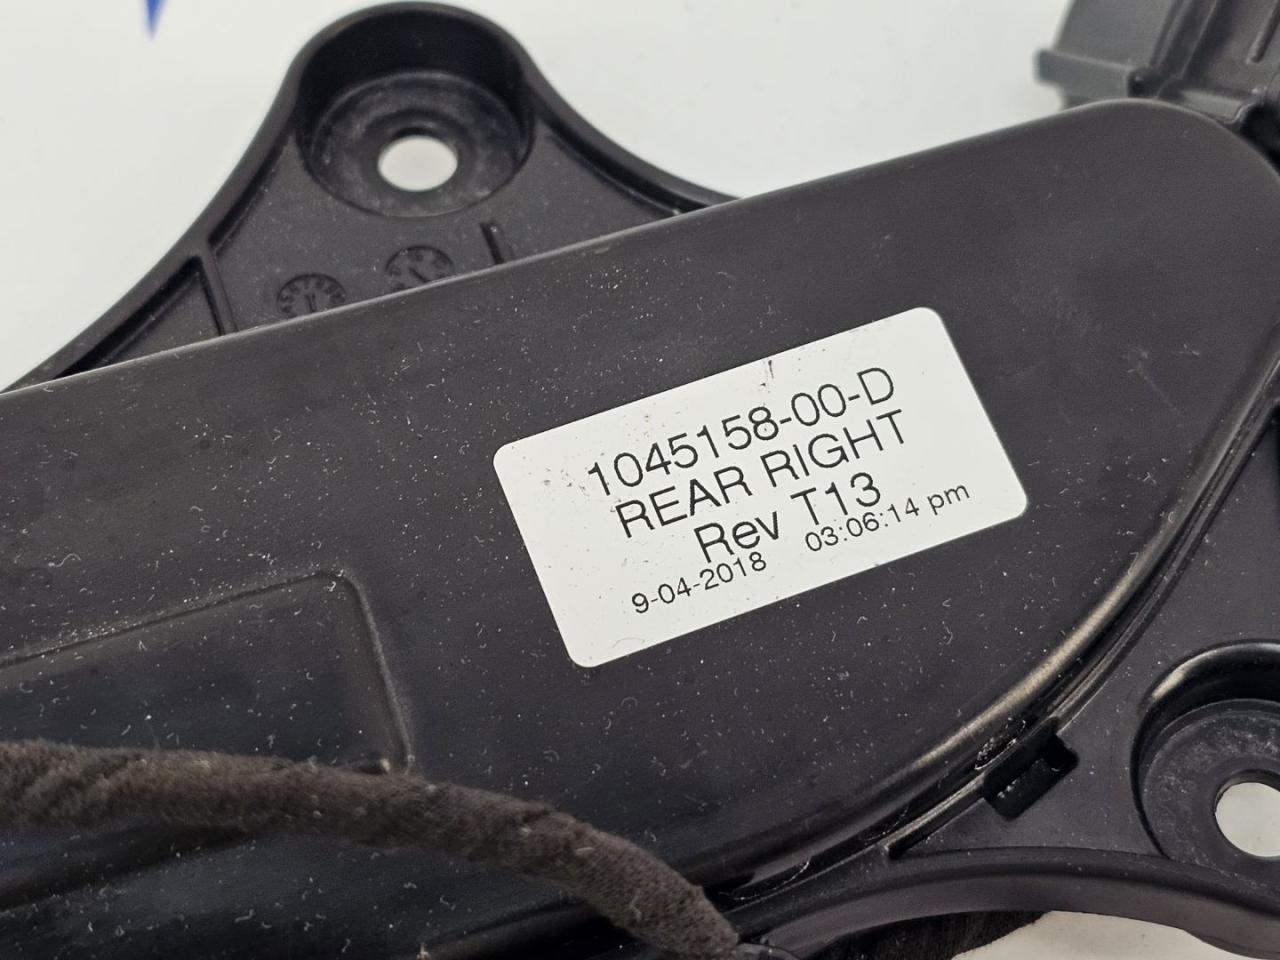 1045158-00-D
REAR RIGHT
Rev T13
9-04-2018 03:06:14 pm